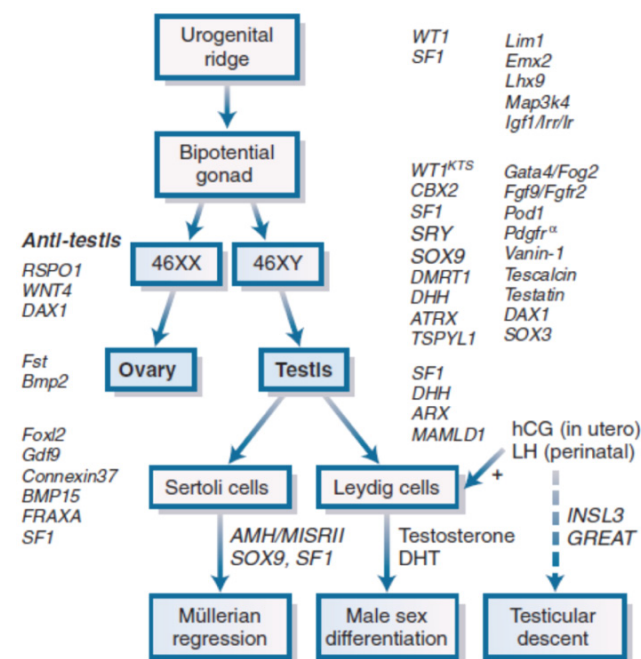 Urogenital
ridge
WT1
SF1
Lim1
Emx2
Lhx9
Map3k4
Igf1/Irr/Ir
Bipotential
gonad
WT1KTS
CBX2
SF1
SRY
SOX9
DMRT1
DHH
ATRX
TSPYL1
Gata4/Fog2
Fgf9/Fgfr2
Pod1
Pdgfr α
Vanin-1
Tescalcin
Testatin
DAX1
SOX3
Anti-testis
RSPO1
WNT4
DAX1
46XX
46XY
Fst
Bmp2
Ovary
Testis
SF1
DHH
ARX
MAMLD1
Foxl2
Gdf9
Connexin37
BMP15
FRAXA
SF1
hCG (in utero)
LH (perinatal)
+
Sertoli cells
Leydig cells
AMH/MISRII
SOX9, SF1
Testosterone
DHT
INSL3
GREAT
Müllerian
regression
Male sex
differentiation
Testicular
descent